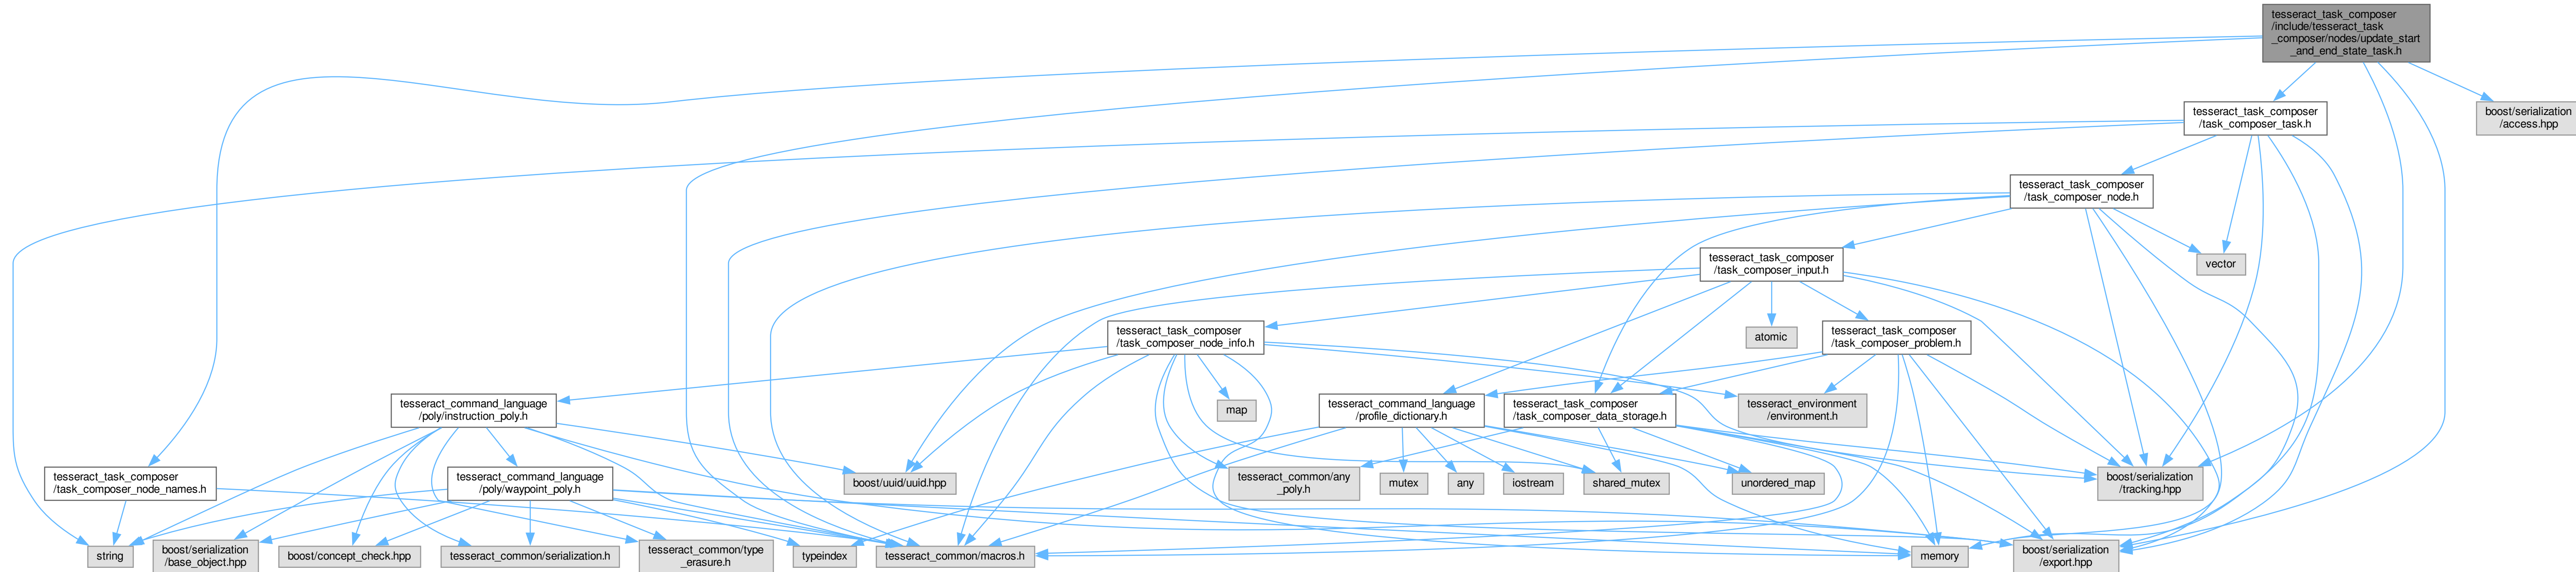 tesseract_task_composer
/include/tesseract_task
_composer/nodes/update_start
_and_end_state_task.h
tesseract_task_composer
/task_composer_task.h
boost/serialization
/access.hpp
tesseract_task_composer
/task_composer_node.h
tesseract_task_composer
/task_composer_input.h
vector
tesseract_task_composer
/task_composer_node_info.h
atomic
tesseract_task_composer
/task_composer_problem.h
tesseract_command_language
/poly/instruction_poly.h
map
tesseract_command_language
/profile_dictionary.h
tesseract_task_composer
/task_composer_data_storage.h
tesseract_environment
/environment.h
tesseract_task_composer
/task_composer_node_names.h
tesseract_command_language
/poly/waypoint_poly.h
boost/uuid/uuid.hpp
tesseract_common/any
_poly.h
mutex
any
iostream
shared_mutex
unordered_map
boost/serialization
/tracking.hpp
string
boost/serialization
/base_object.hpp
boost/concept_check.hpp
tesseract_common/serialization.h
tesseract_common/type
_erasure.h
typeindex
tesseract_common/macros.h
memory
boost/serialization
/export.hpp